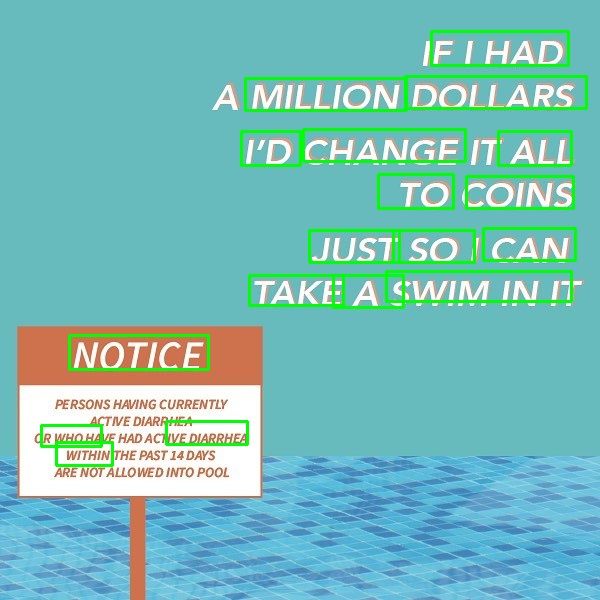 IF I HAD
A MILLION DOLLARS
I'D CHANGE IT ALL
TO COINS
JUST SO I CAN
TAKE A SWIM IN IT
NOTICE
PERSONS HAVING CURRENTLY
ACTIVE DIARRHEA
OR WHO HAVE HAD ACTIVE DIARRHEA
WITHIN THE PAST 14 DAYS
ARE NOT ALLOWED INTO POOL